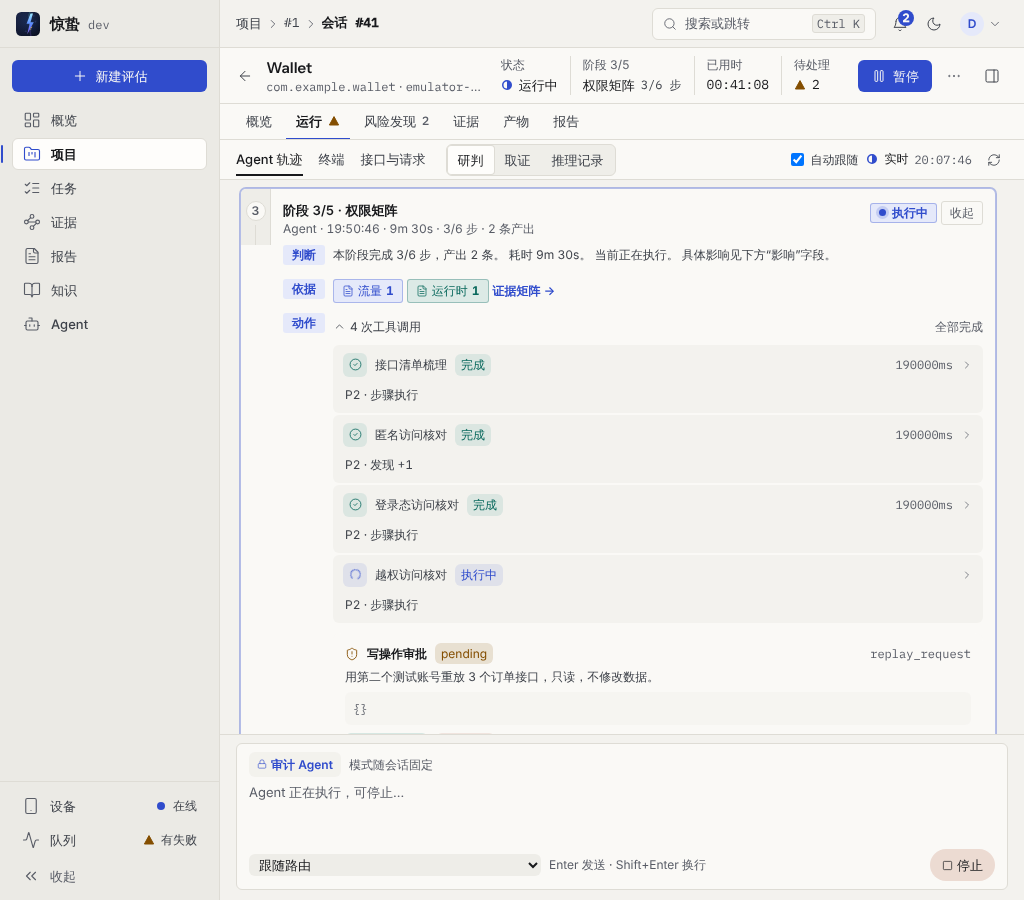 惊蛰 dev
项目 > #1 > 会话 #41
搜索或跳转 Ctrl K
2
D
新建评估
概览
项目
任务
证据
报告
知识
Agent
设备 在线
队列 有失败
收起
Wallet
com.example.wallet · emulator-…
状态
运行中
阶段 3/5
权限矩阵 3/6 步
已用时
00:41:08
待处理
2
暂停
概览 运行 风险发现 2 证据 产物 报告
Agent 轨迹 终端 接口与请求 研判 取证 推理记录 自动跟随 实时 20:07:46
3
阶段 3/5 · 权限矩阵 执行中 收起
Agent · 19:50:46 · 9m 30s · 3/6 步 · 2 条产出
判断 本阶段完成 3/6 步，产出 2 条。 耗时 9m 30s。 当前正在执行。 具体影响见下方“影响”字段。
依据 流量 1 运行时 1 证据矩阵 →
动作 4 次工具调用 全部完成
接口清单梳理 完成 190000ms
P2 · 步骤执行
匿名访问核对 完成 190000ms
P2 · 发现 +1
登录态访问核对 完成 190000ms
P2 · 步骤执行
越权访问核对 执行中
P2 · 步骤执行
写操作审批 pending replay_request
用第二个测试账号重放 3 个订单接口，只读，不修改数据。
{}
审计 Agent 模式随会话固定
Agent 正在执行，可停止…
跟随路由 Enter 发送 · Shift+Enter 换行 停止